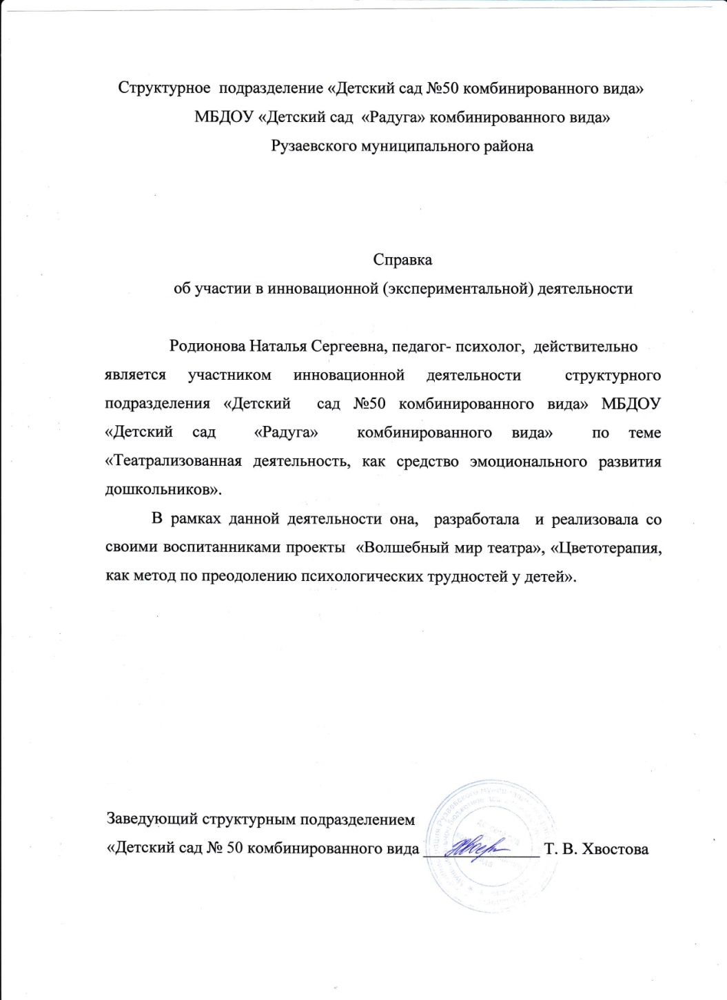 Структурное подразделение «Детский сад №50 комбинированного вида»
МБДОУ «Детский сад «Радуга» комбинированного вида»
Рузаевского муниципального района
Справка
об участии в инновационной (экспериментальной) деятельности
Родионова Наталья Сергеевна, педагог- психолог, действительно
является участником инновационной деятельности структурного
подразделения «Детский сад №50 комбинированного вида» МБДОУ
«Детский сад «Радуга» комбинированного вида» по теме
«Театрализованная деятельность, как средство эмоционального развития
дошкольников».
В рамках данной деятельности она, разработала и реализовала со
своими воспитанниками проекты «Волшебный мир театра», «Цветотерапия,
как метод по преодолению психологических трудностей у детей».
Заведующий структурным подразделением
«Детский сад № 50 комбинированного вида ______________ Т. В. Хвостова